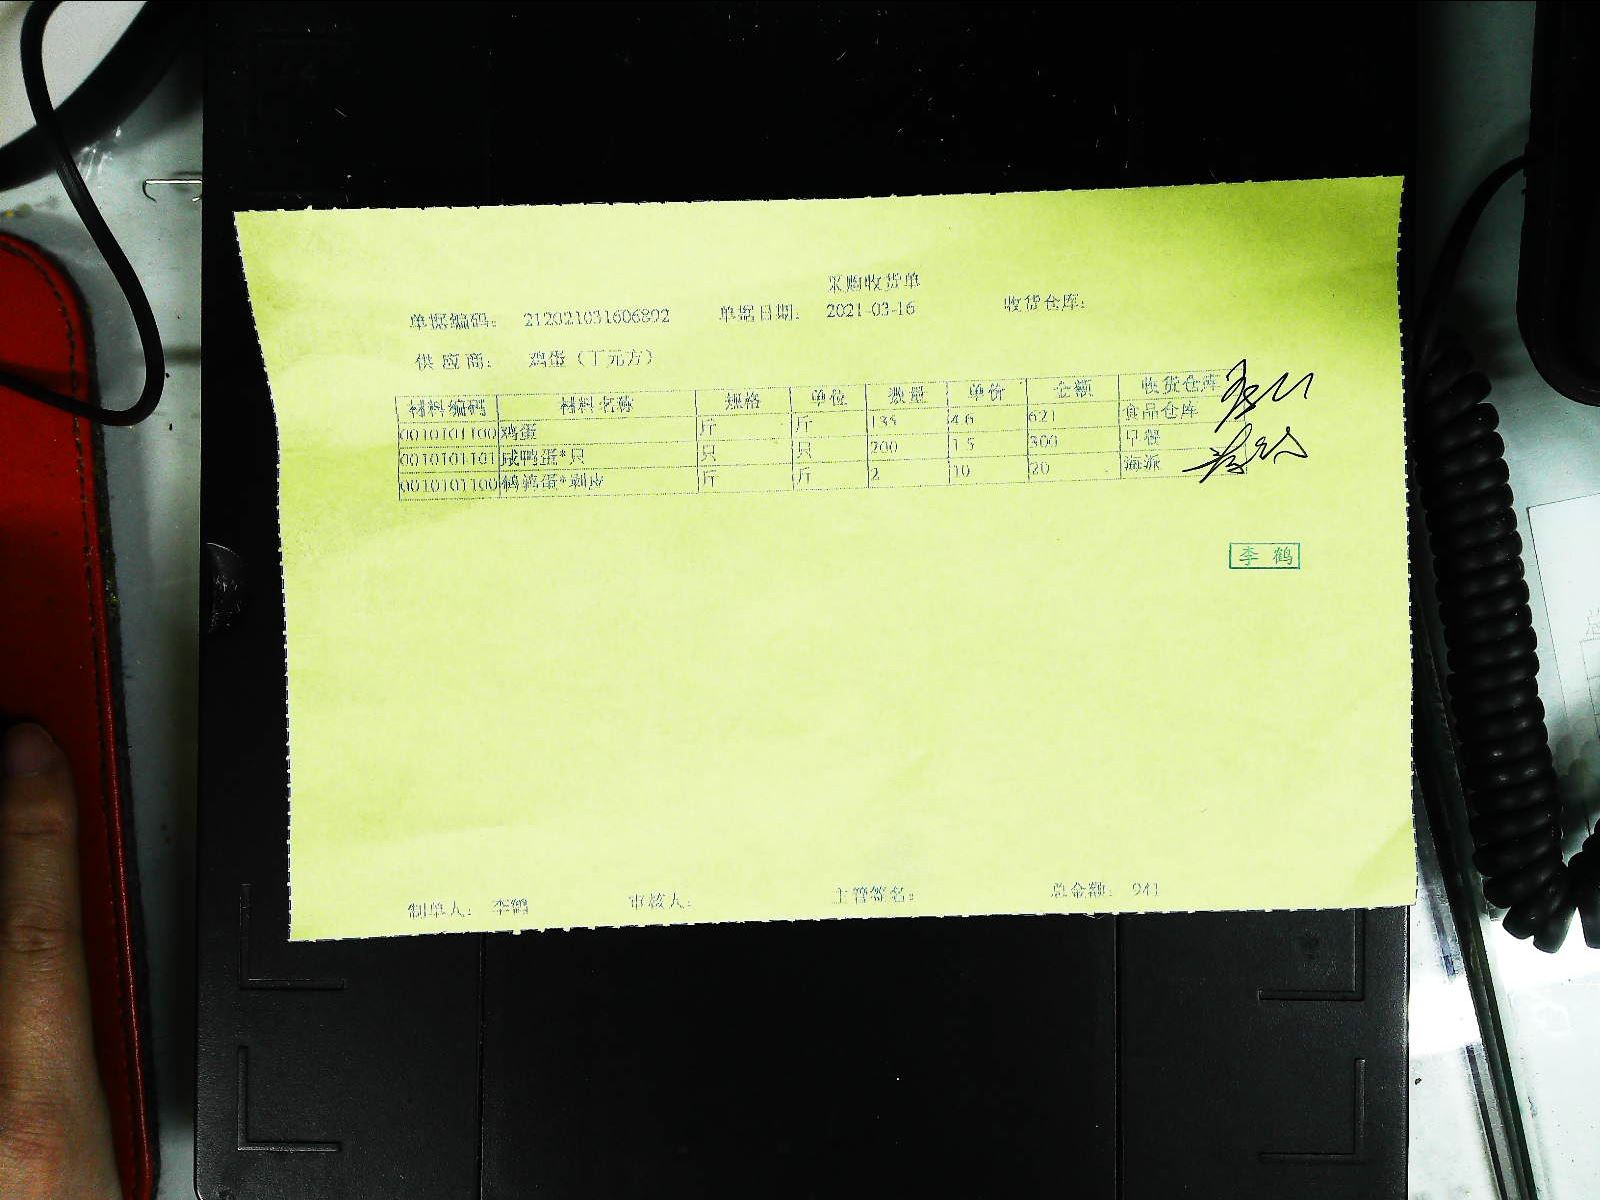 采购收货单
单据编码: 212021031606892 单据日期: 2021-03-16 收货仓库:
供应商: 鸡蛋（丁元方）
材料编码 材料名称 规格 单位 数量 单价 金额 收货仓库
0010101100 鸡蛋 斤 斤 135 4.6 621 食品仓库
0010101101 咸鸭蛋*只 只 只 200 1.5 300 早餐
0010101100 鹌鹑蛋*剥皮 斤 斤 2 10 20 海派
李鹤
制单人: 李鹤 审核人: 主管签名: 总金额: 941